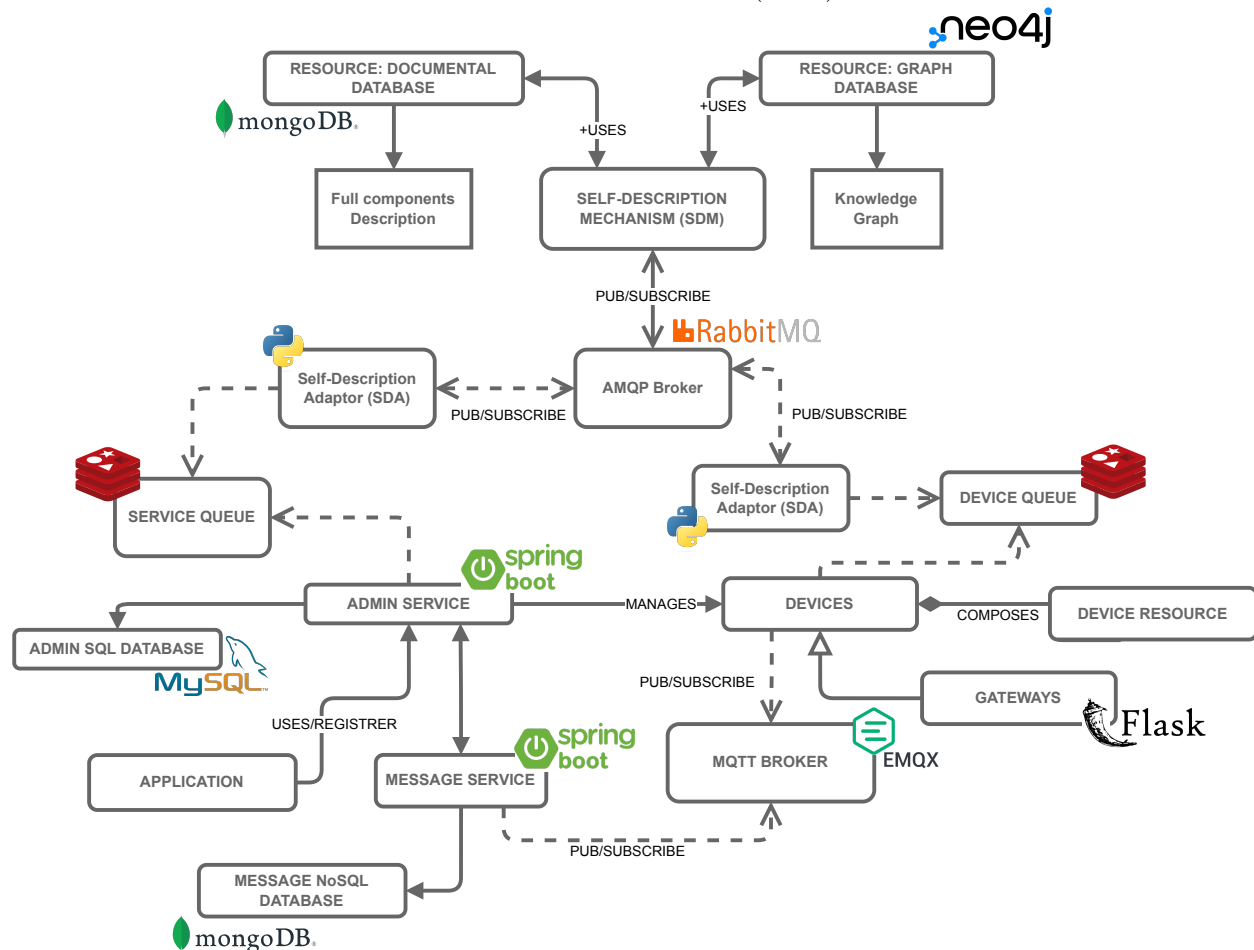 neo4j
RESOURCE: DOCUMENTAL
DATABASE
RESOURCE: GRAPH
DATABASE
mongoDB.
+USES
+USES
Full components
Description
SELF-DESCRIPTION
MECHANISM (SDM)
Knowledge
Graph
PUB/SUBSCRIBE
RabbitMQ
Self-Description
Adaptor (SDA)
AMQP Broker
PUB/SUBSCRIBE
PUB/SUBSCRIBE
SERVICE QUEUE
Self-Description
Adaptor (SDA)
DEVICE QUEUE
spring
boot
ADMIN SERVICE
MANAGES
DEVICES
COMPOSES
DEVICE RESOURCE
ADMIN SQL DATABASE
MySQL
PUB/SUBSCRIBE
GATEWAYS
Flask
USES/REGISTRER
spring
boot
APPLICATION
MESSAGE SERVICE
MQTT BROKER
EMQX
PUB/SUBSCRIBE
MESSAGE NoSQL
DATABASE
mongoDB.